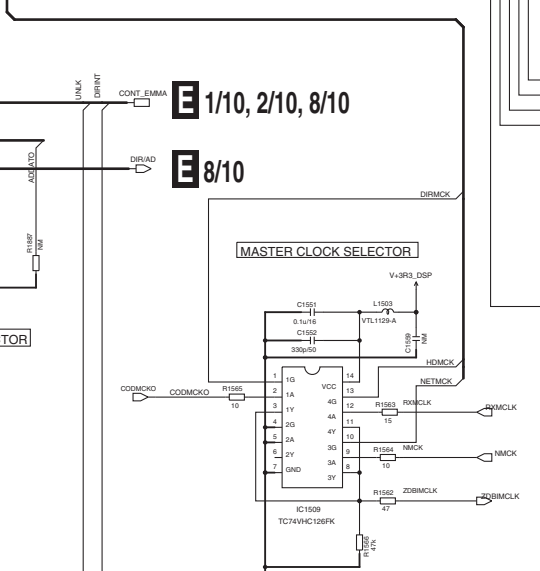 UNLK
DIRINT
CONT_EMMA
E 1/10, 2/10, 8/10
DIR/AD
E 8/10
ADDATO
R1887
NM
DIRMCK
MASTER CLOCK SELECTOR
V+3R3_DSP
C1551
0.1u/16
L1503
VTL1129-A
C1552
330p/50
C1559
NM
TOR
HDMCK
NETMCK
CODMCKO
CODMCKO
R1565
10
1 1G VCC 14
2 1A 4G 13
3 1Y 4A 12
4 2G 4Y 11
5 2A 3G 10
6 2Y 3A 9
7 GND 3Y 8
R1563
15
RXMCLK
RXMCLK
R1564
10
NMCK
NMCK
R1562
47
ZDBIMCLK
ZDBIMCLK
IC1509
TC74VHC126FK
R1566
47k